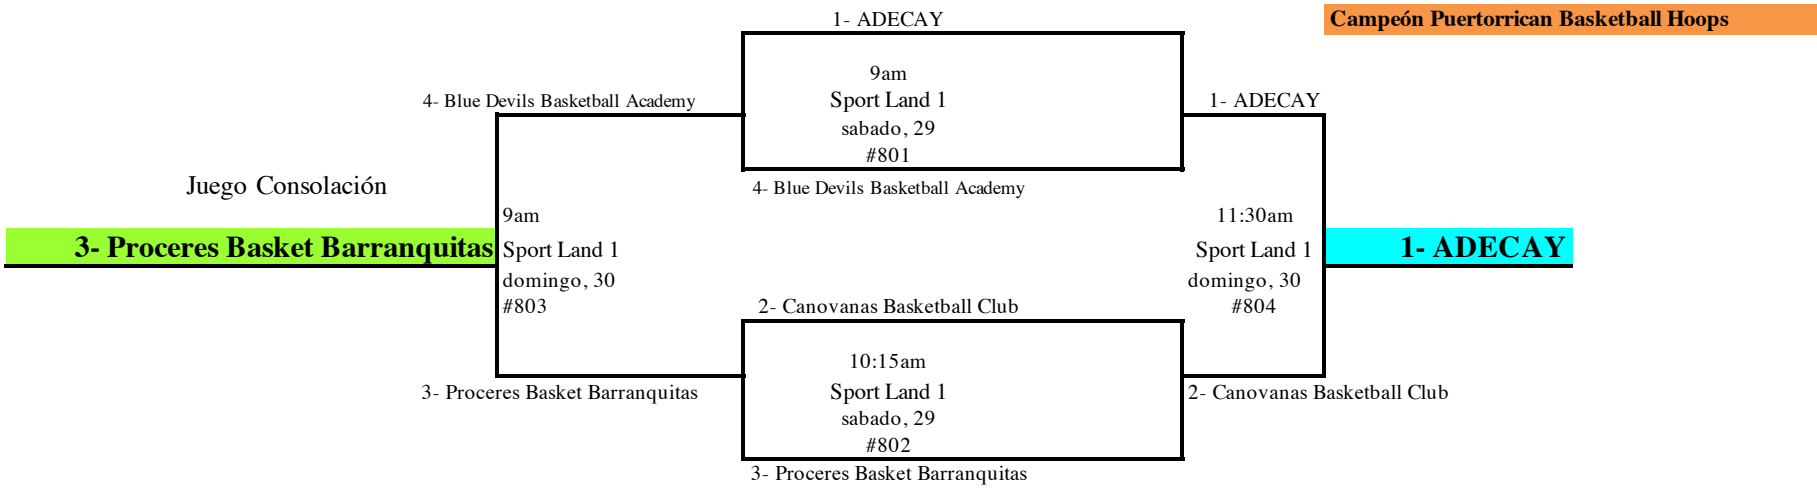 1- ADECAY
Campeón Puertorrican Basketball Hoops
9am
4- Blue Devils Basketball Academy
Sport Land 1
1- ADECAY
sabado, 29
#801
Juego Consolación
4- Blue Devils Basketball Academy
9am
11:30am
3- Proceres Basket Barranquitas
Sport Land 1
Sport Land 1
1- ADECAY
domingo, 30
domingo, 30
#803
2- Canovanas Basketball Club
#804
10:15am
3- Proceres Basket Barranquitas
Sport Land 1
2- Canovanas Basketball Club
sabado, 29
#802
3- Proceres Basket Barranquitas